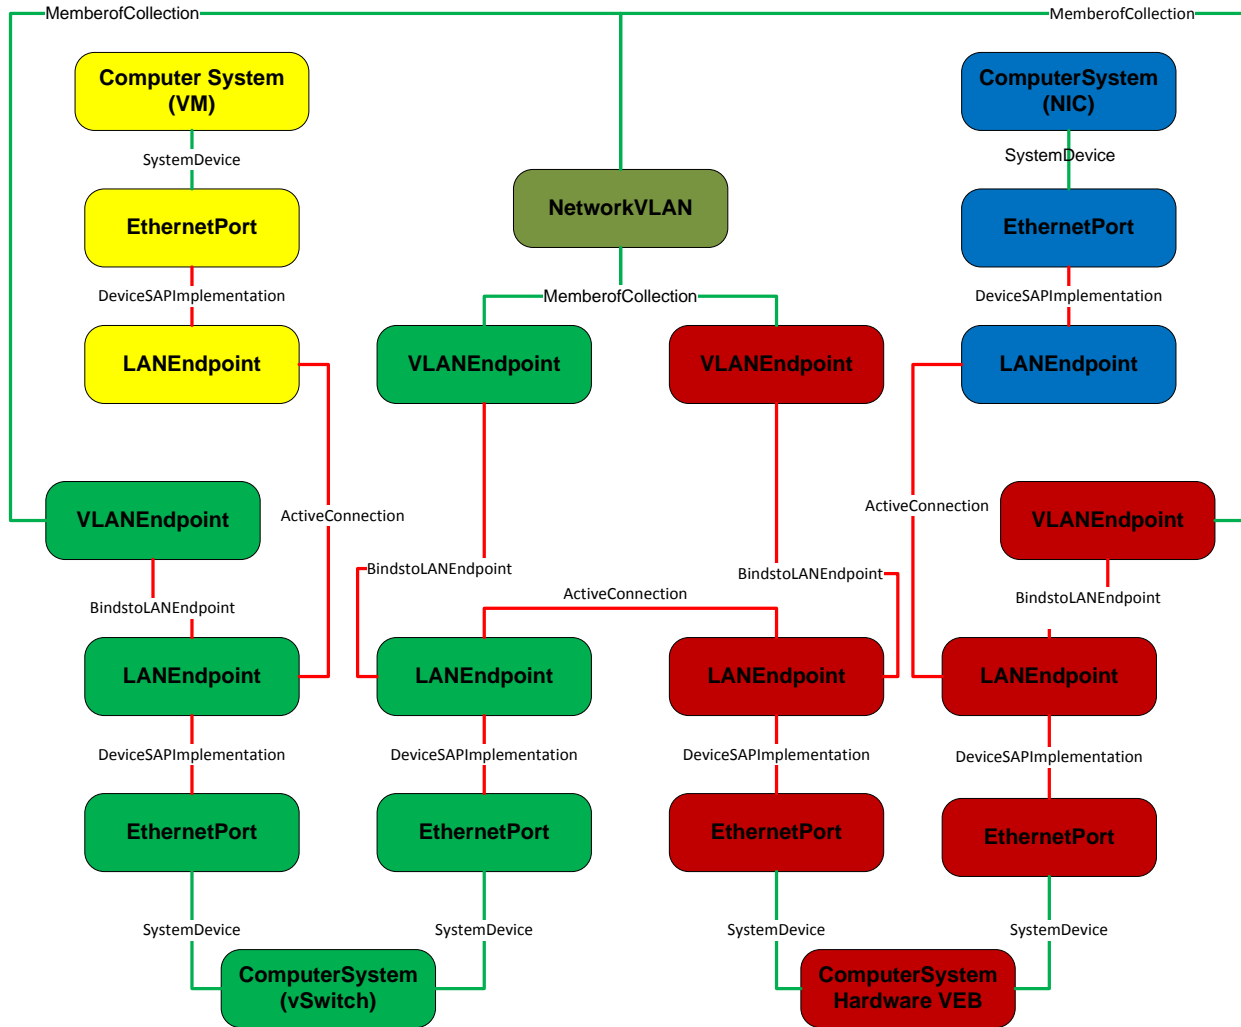 MemberofCollection
MemberofCollection
Computer System
(VM)
ComputerSystem
(NIC)
SystemDevice
SystemDevice
NetworkVLAN
EthernetPort
EthernetPort
DeviceSAPImplementation
MemberofCollection
DeviceSAPImplementation
LANEndpoint
VLANEndpoint
VLANEndpoint
LANEndpoint
VLANEndpoint
ActiveConnection
ActiveConnection
VLANEndpoint
BindstoLANEndpoint
BindstoLANEndpoint
BindstoLANEndpoint
ActiveConnection
BindstoLANEndpoint
LANEndpoint
LANEndpoint
LANEndpoint
LANEndpoint
DeviceSAPImplementation
DeviceSAPImplementation
DeviceSAPImplementation
DeviceSAPImplementation
EthernetPort
EthernetPort
EthernetPort
EthernetPort
SystemDevice
SystemDevice
SystemDevice
SystemDevice
ComputerSystem
(vSwitch)
ComputerSystem
Hardware VEB